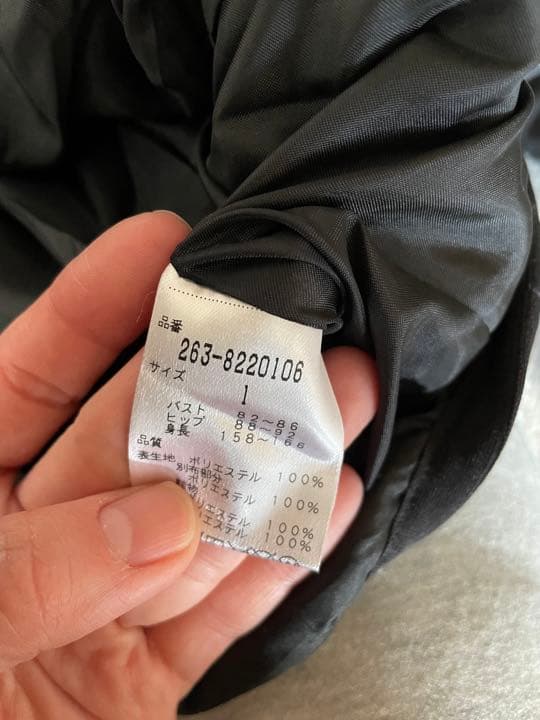 品番
263-8220106
サイズ
1
バスト 82~86
ヒップ 88~92
身長 158~166
品質
表生地 ポリエステル 100%
別布部分
ポリエステル 100%
ポリエステル 100%
リエステル 100%